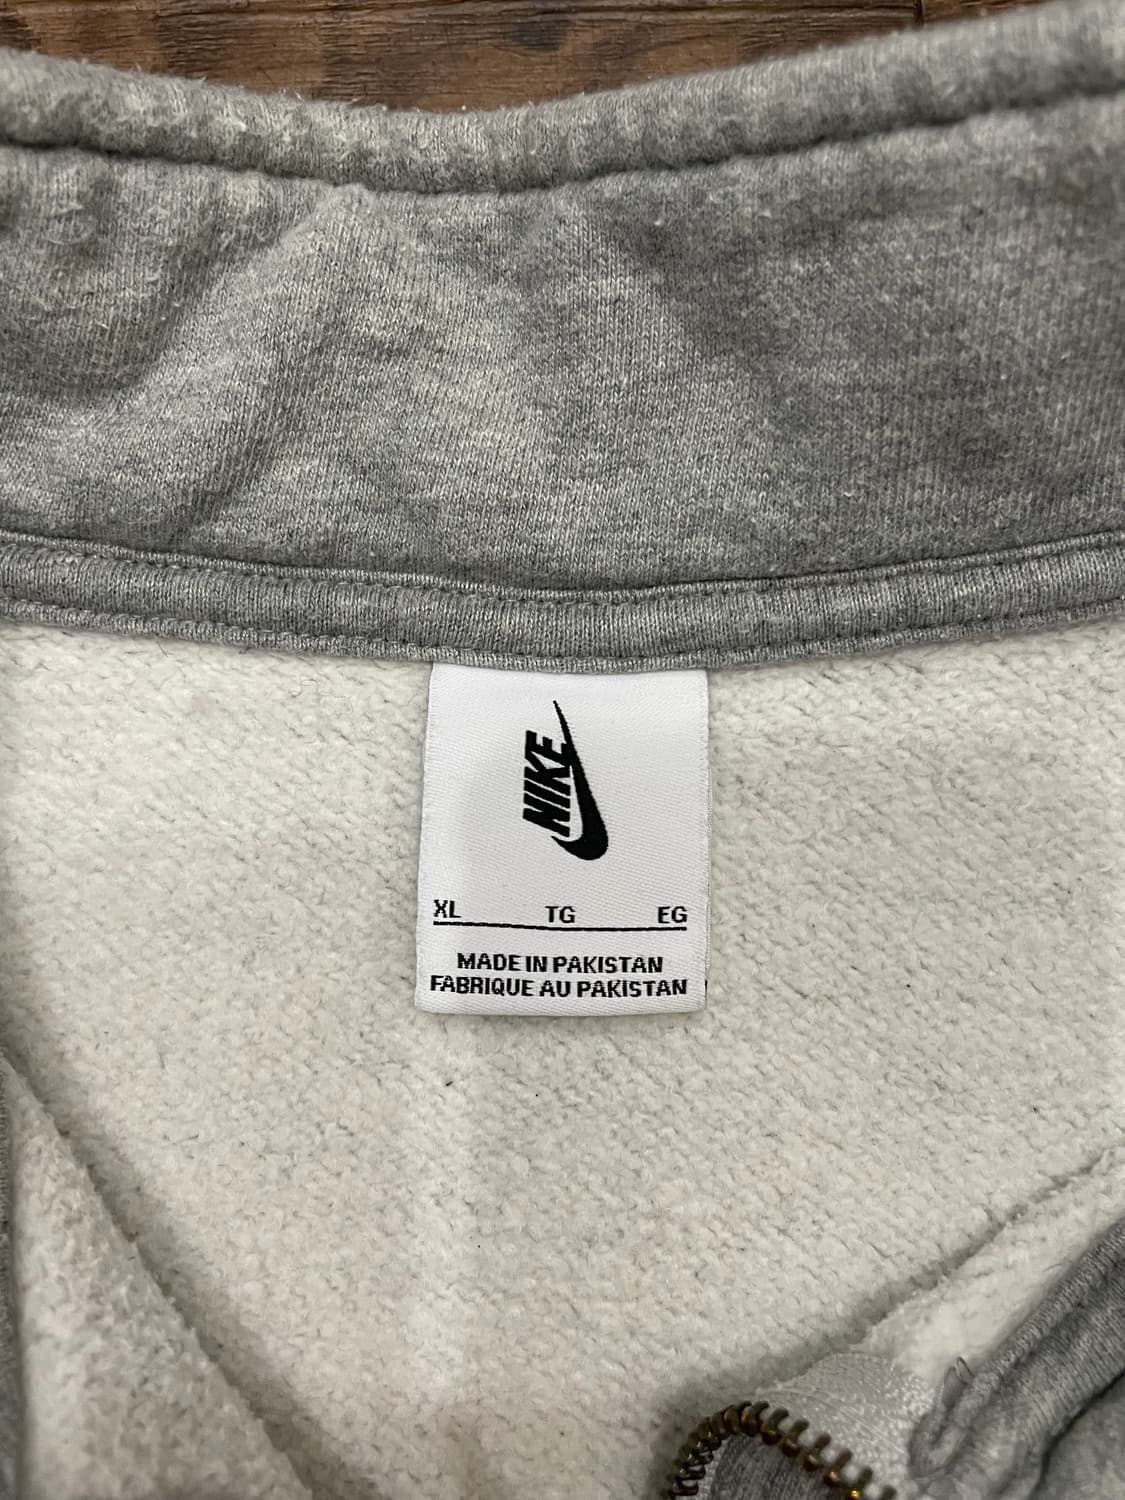 NIKE
XL TG EG
MADE IN PAKISTAN
FABRIQUE AU PAKISTAN